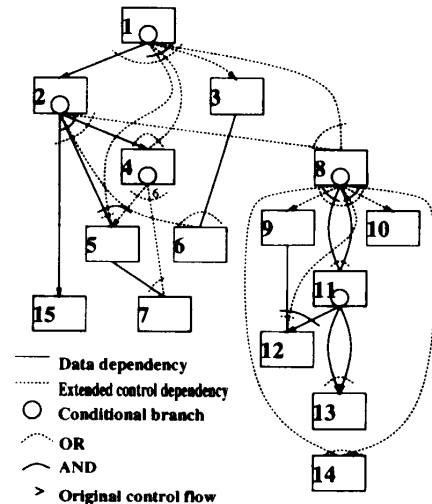 1
2
3
4
8
6
9
10
5
6
11
15
7
12
Data dependency
Extended control dependency
Conditional branch
OR
AND
Original control flow
13
14